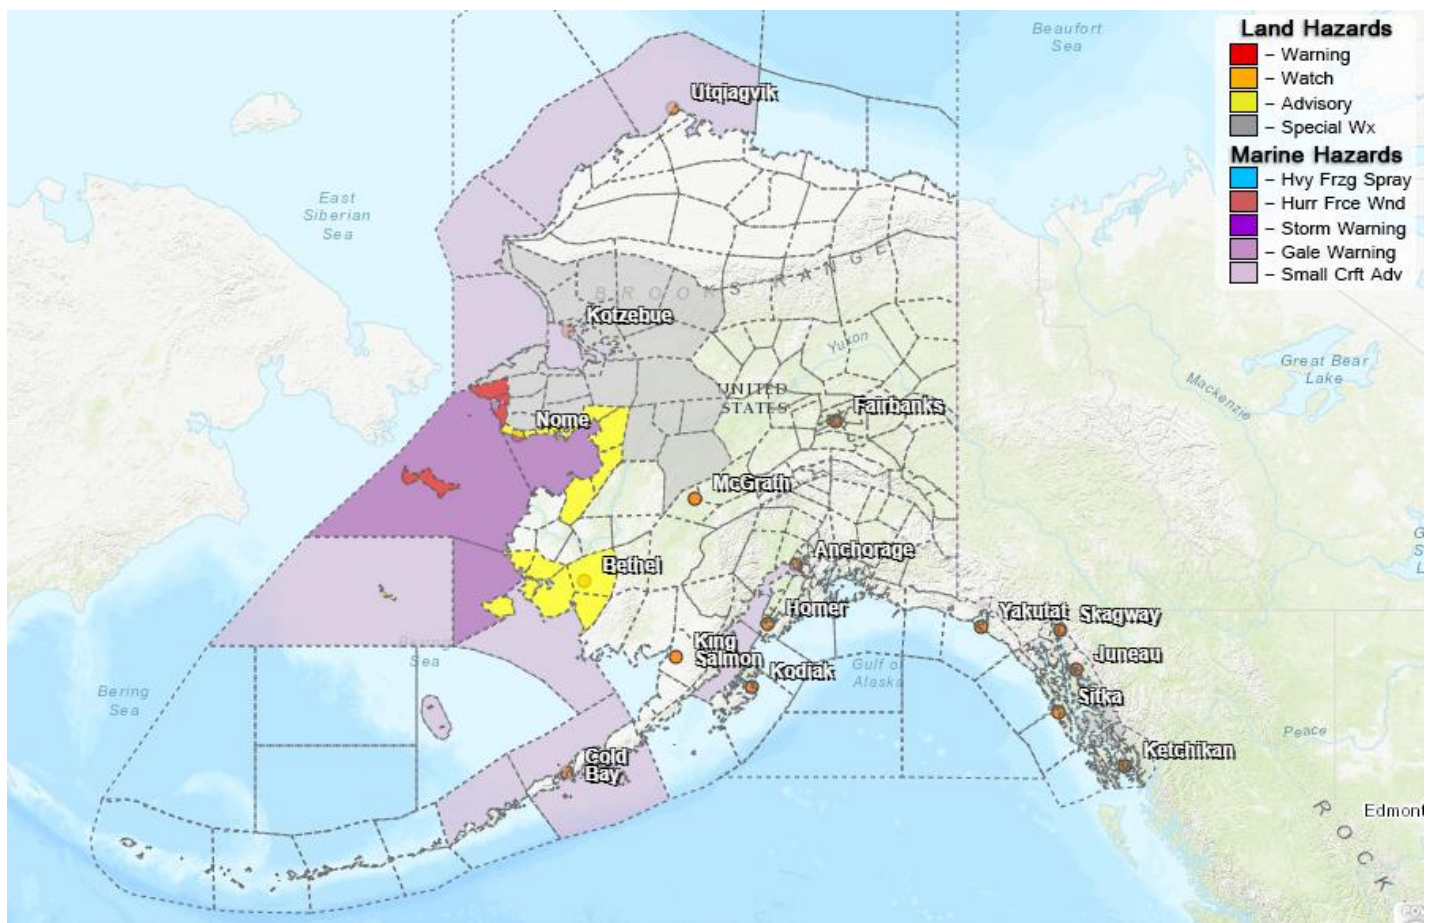 Land Hazards
– Warning
– Watch
– Advisory
– Special Wx
Marine Hazards
– Hvy Frzg Spray
– Hurr Frce Wnd
– Storm Warning
– Gale Warning
– Small Crft Adv
Beaufort
Sea
Utqiagvik
East
Siberian
Sea
BROOKS RANGE
Kotzebue
Yukon
Great Bear
Lake
Mackenzie
UNITED
STATES
Fairbanks
Nome
McGrath
Anchorage
Bethel
Homer
Yakutat
Skagway
King
Salmon
Juneau
Kodiak
Gulf of
Alaska
Bering
Sea
Sitka
Bering
Sea
Peace
Ketchikan
Cold
Bay
Edmont
ROCK